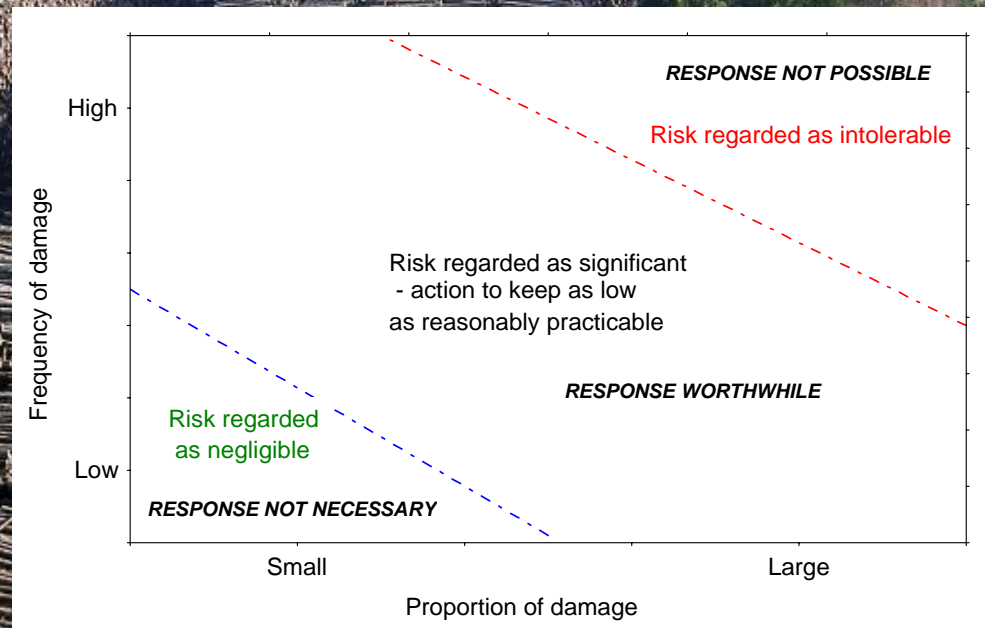 RESPONSE NOT POSSIBLE
High
Risk regarded as intolerable
Frequency of damage
Risk regarded as significant
- action to keep as low
as reasonably practicable
RESPONSE WORTHWHILE
Risk regarded
as negligible
Low
RESPONSE NOT NECESSARY
Small
Large
Proportion of damage